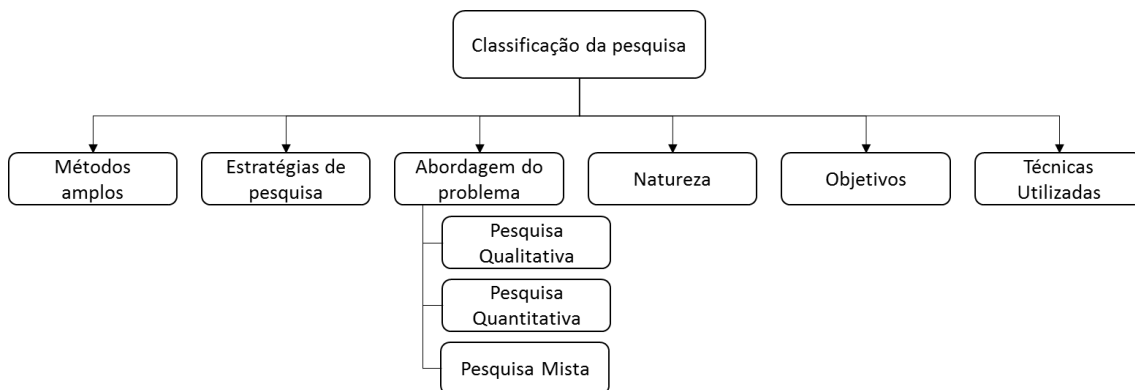 Classificação da pesquisa
Métodos
amplos
Estratégias de
pesquisa
Abordagem do
problema
Natureza
Objetivos
Técnicas
Utilizadas
Pesquisa
Qualitativa
Pesquisa
Quantitativa
Pesquisa Mista